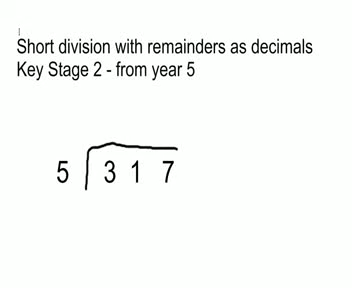 Short division with remainders as decimals
Key Stage 2 - from year 5
5 3 1 7